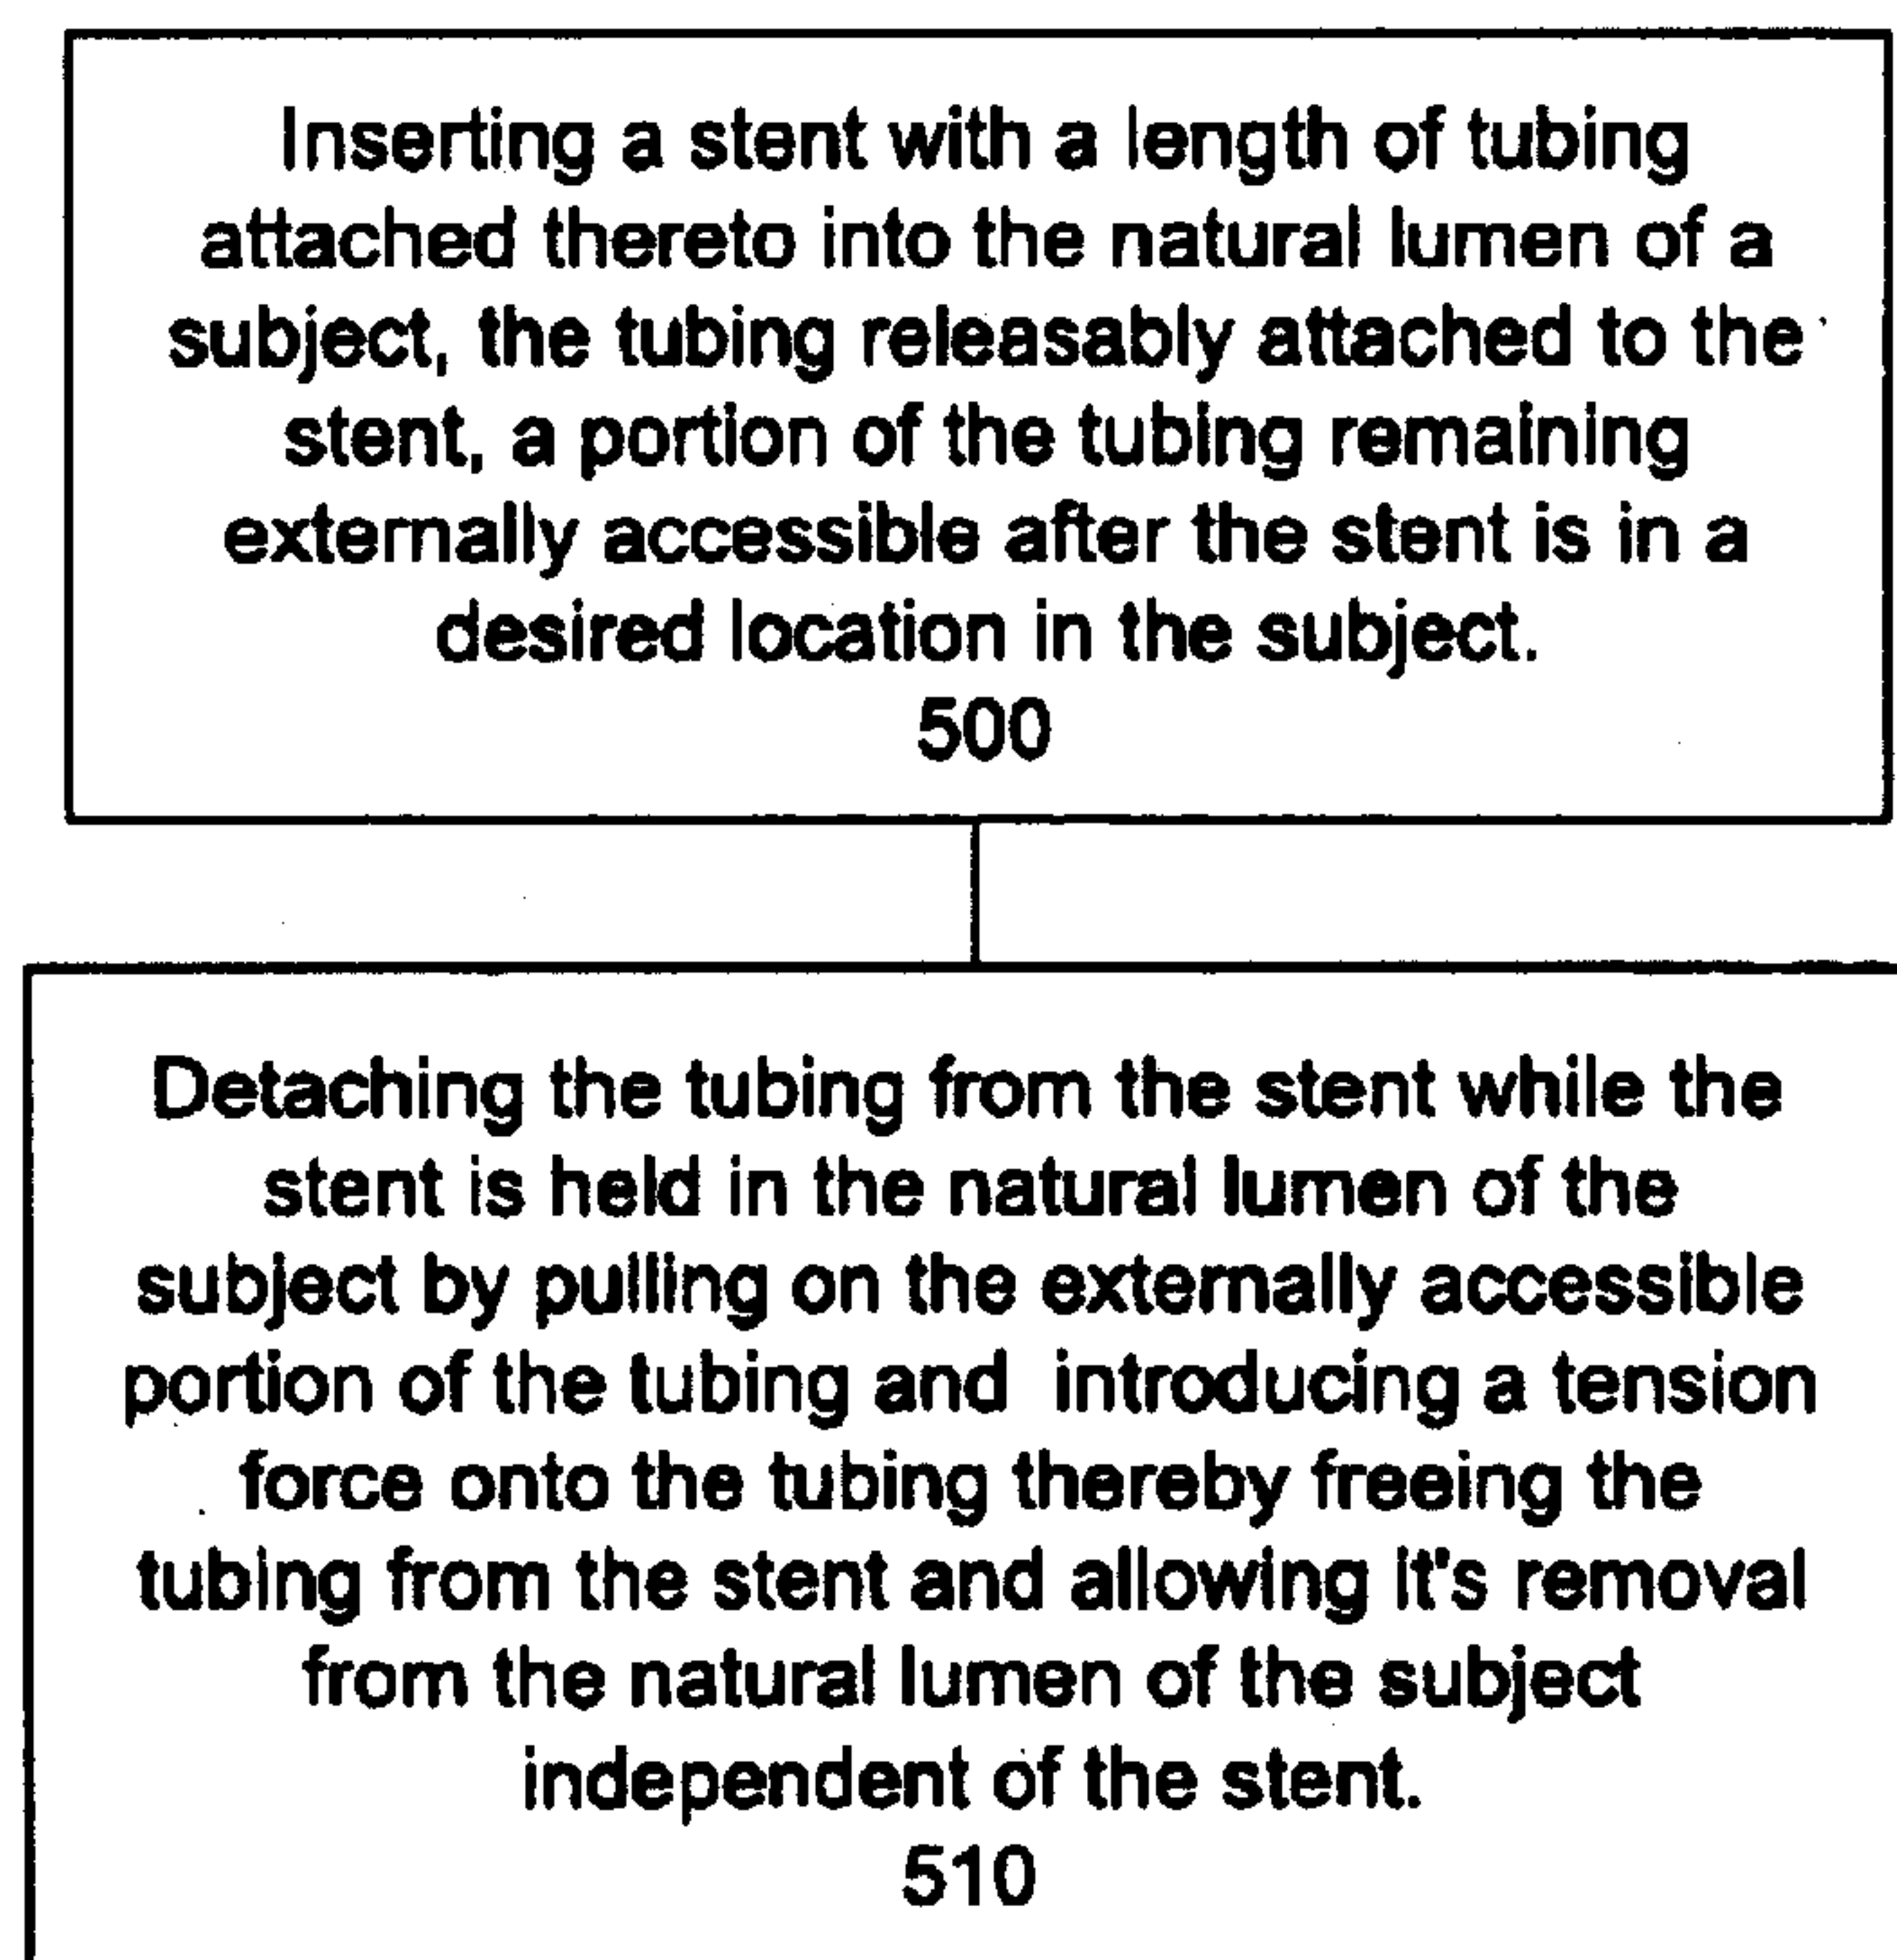 Inserting a stent with a length of tubing
attached thereto into the natural lumen of a
subject, the tubing releasably attached to the
stent, a portion of the tubing remaining
externally accessible after the stent is in a
desired location in the subject.
500
Detaching the tubing from the stent while the
stent is held in the natural lumen of the
subject by pulling on the externally accessible
portion of the tubing and introducing a tension
force onto the tubing thereby freeing the
tubing from the stent and allowing it's removal
from the natural lumen of the subject
independent of the stent.
510